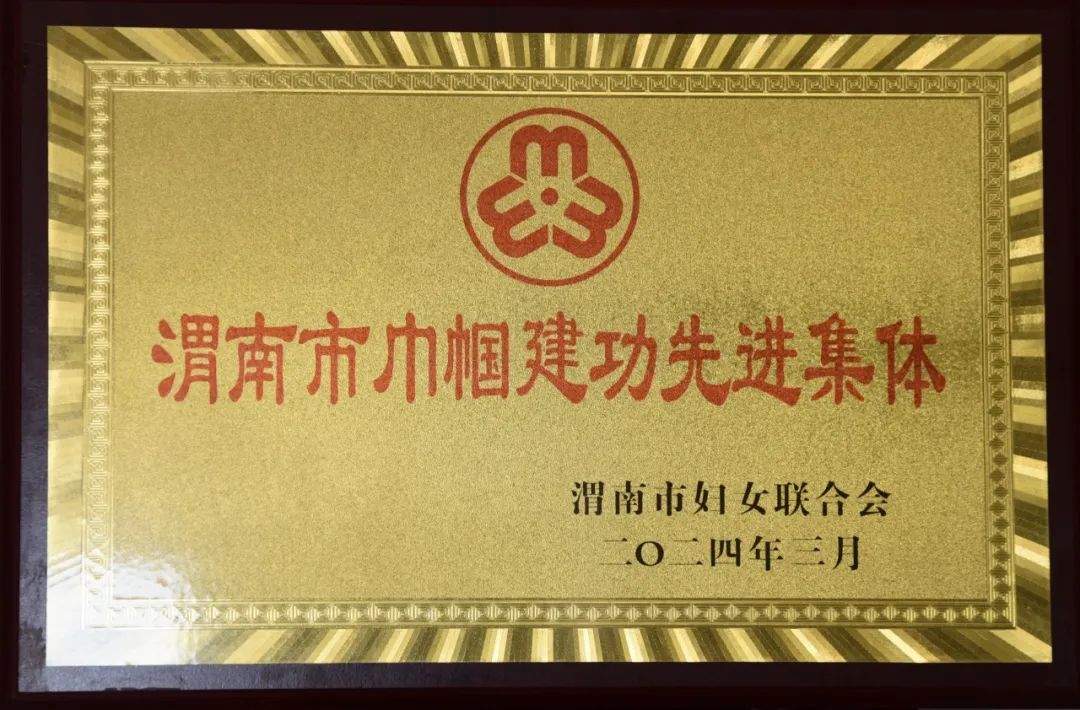 渭南市巾帼建功先进集体
渭南市妇女联合会
二〇二四年三月